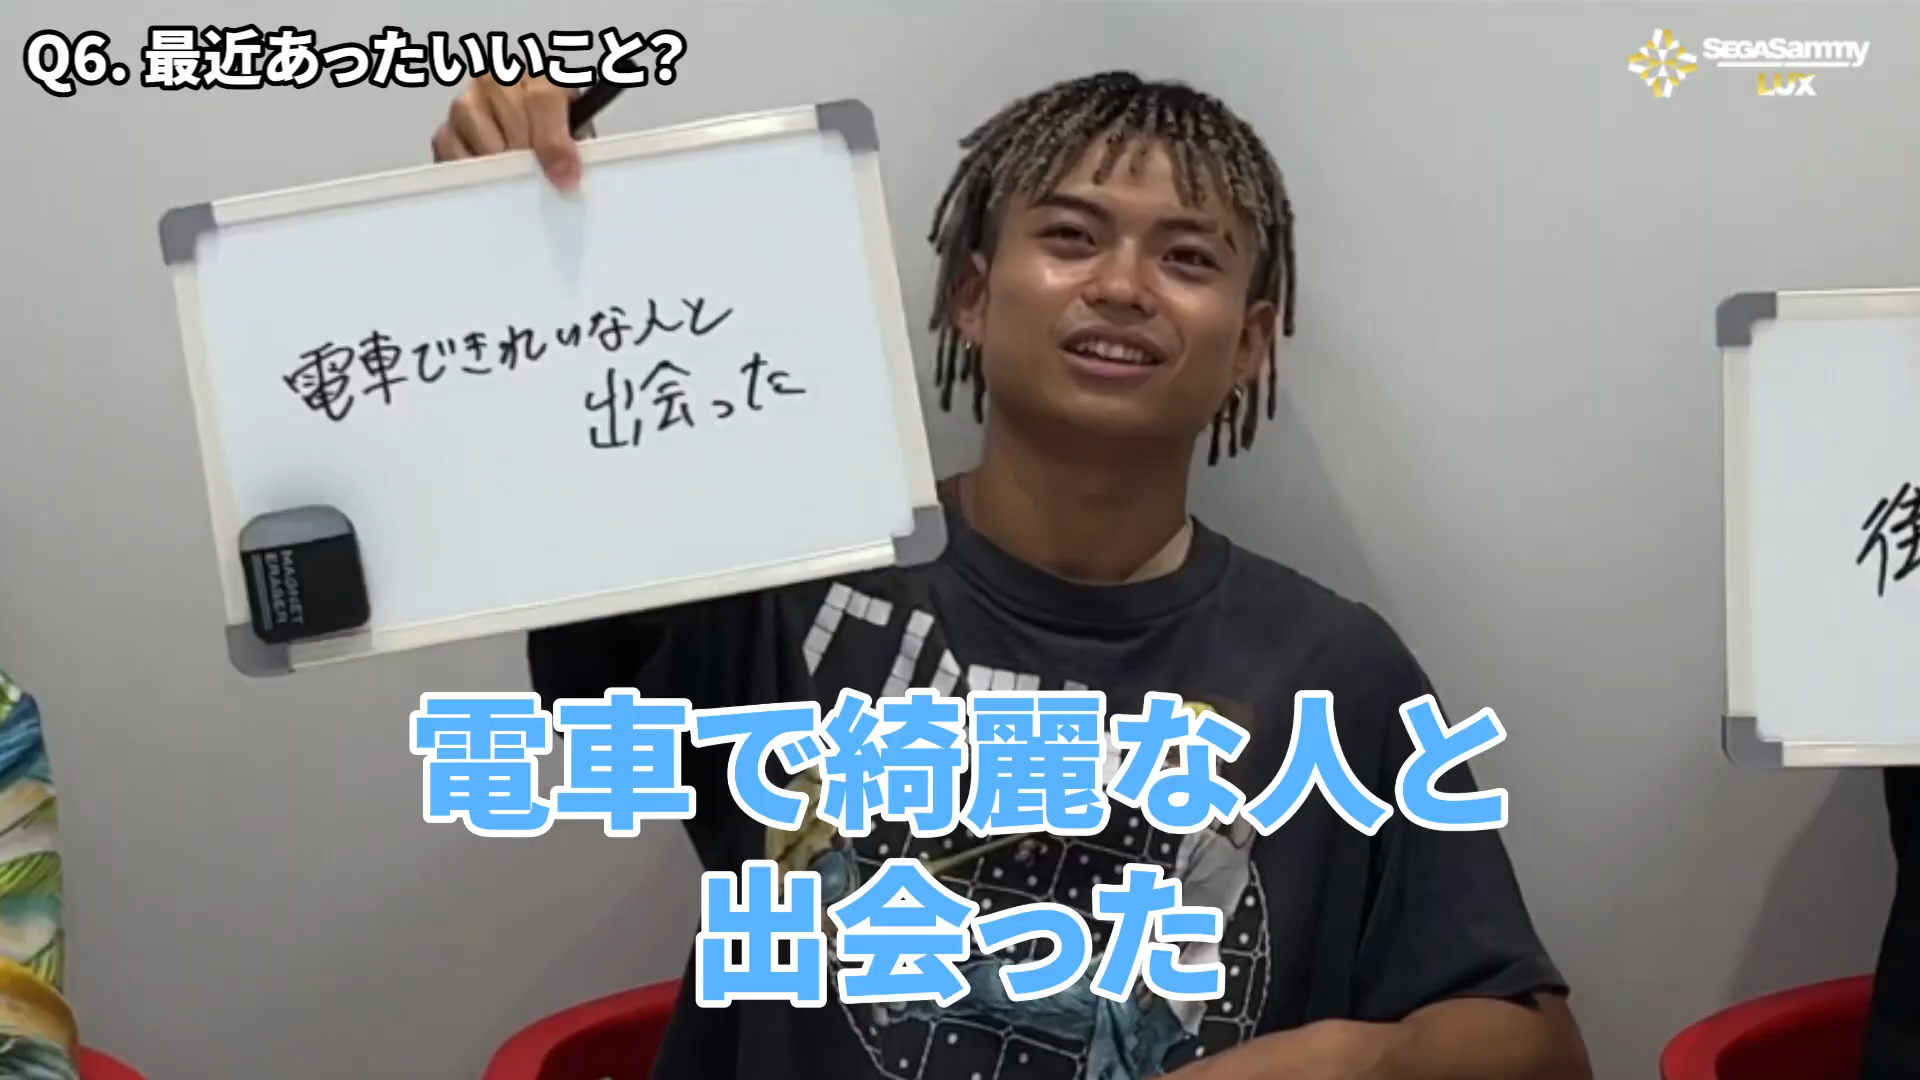 Q6. 最近あったいいこと?
SEGASammy
LUX
電車できれいな人と
出会った
MAGNET
ERASER
電車で綺麗な人と
出会った